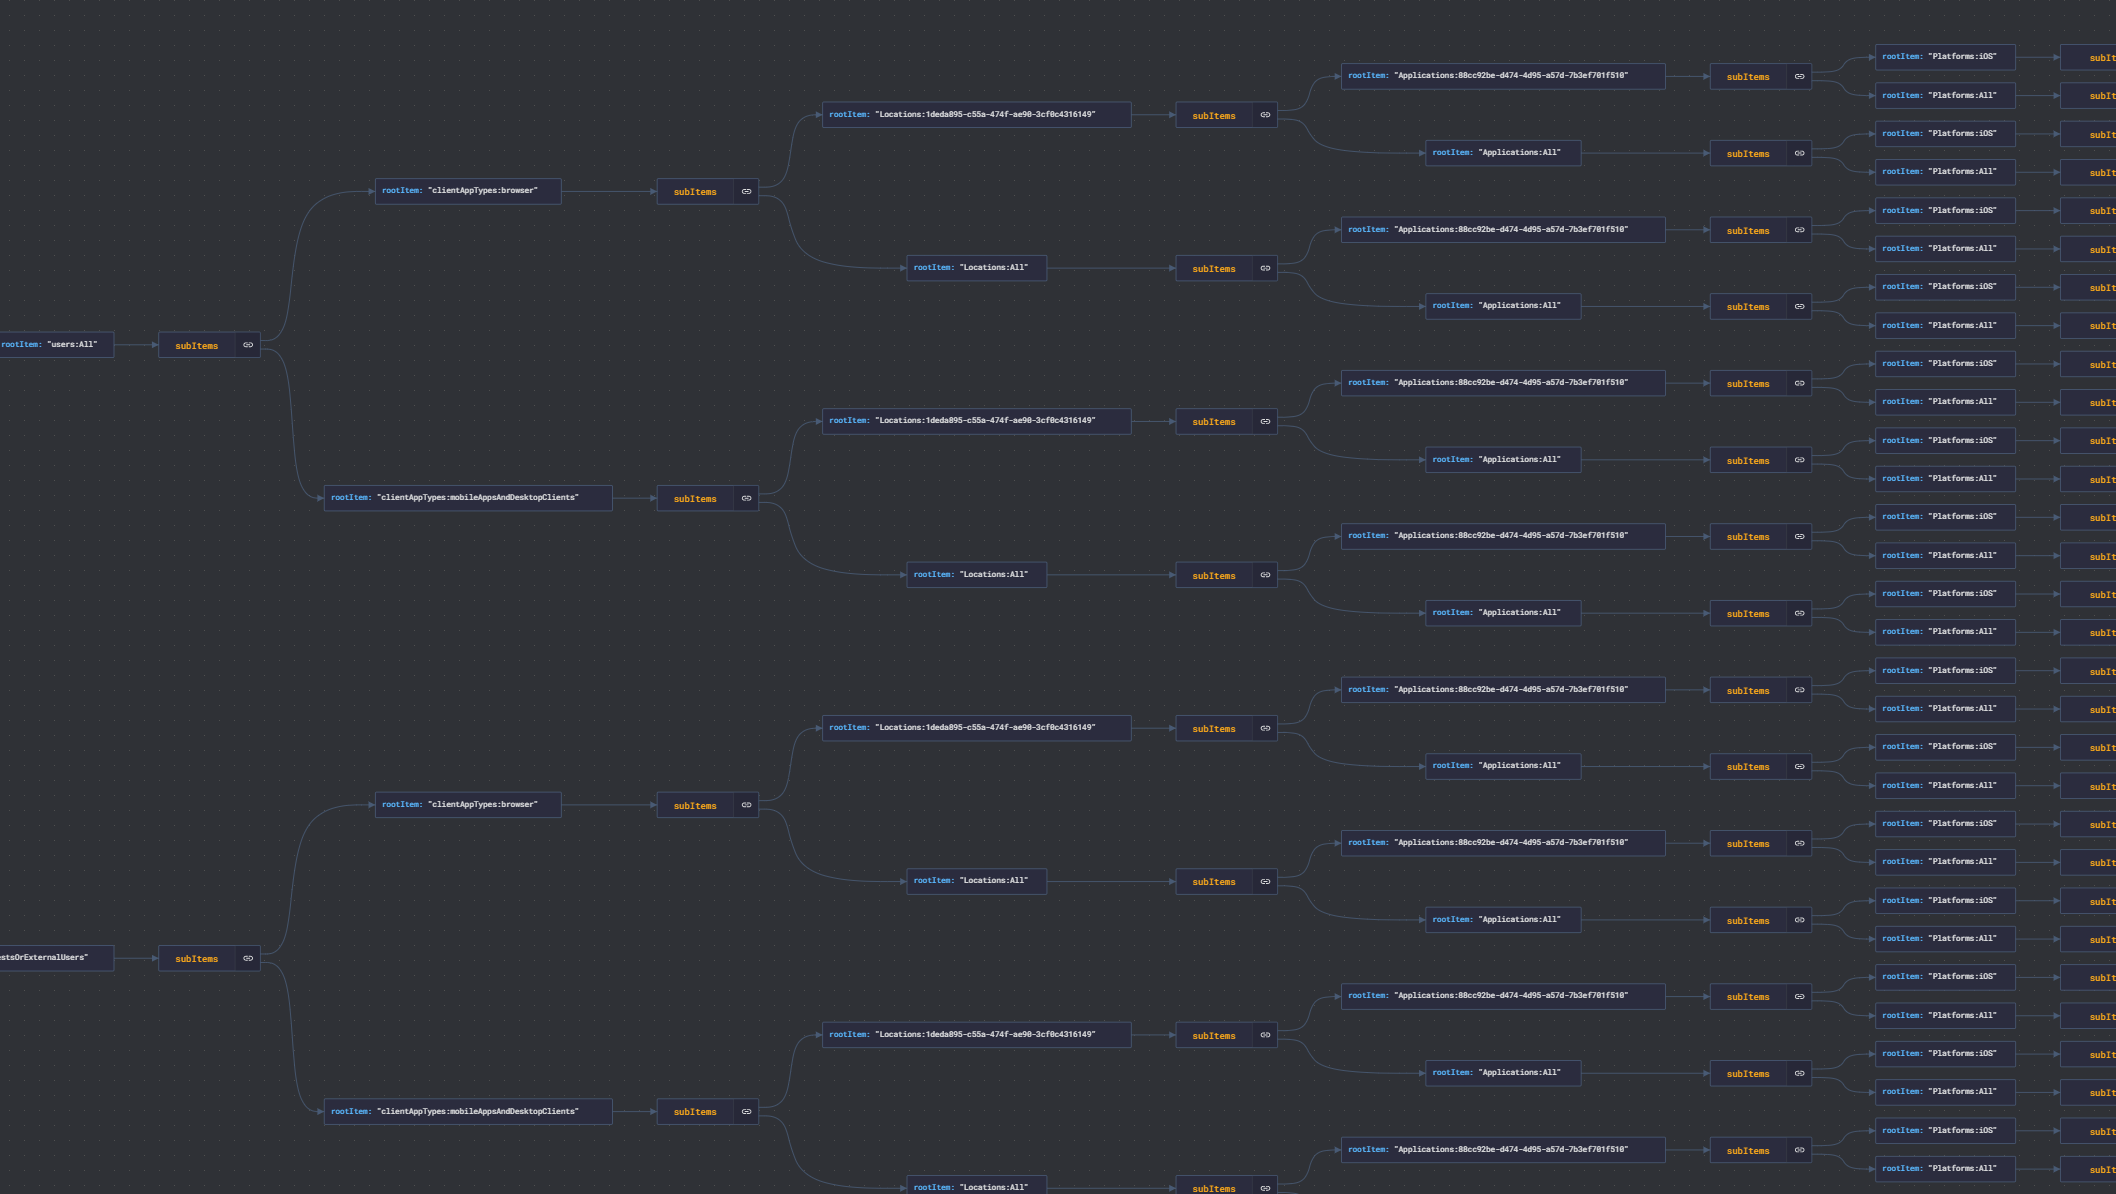 rootItem: "Platforms:iOS" subIt
rootItem: "Applications:88cc92be-d474-4d95-a57d-7b3ef701f510" subItems
rootItem: "Platforms:All" subIt
rootItem: "Locations:1deda895-c55a-474f-ae90-3cf0c4316149" subItems
rootItem: "Platforms:iOS" subIt
rootItem: "Applications:All" subItems
rootItem: "Platforms:All" subIt
rootItem: "clientAppTypes:browser" subItems
rootItem: "Platforms:iOS" subIt
rootItem: "Applications:88cc92be-d474-4d95-a57d-7b3ef701f510" subItems
rootItem: "Platforms:All" subIt
rootItem: "Locations:All" subItems
rootItem: "Platforms:iOS" subIt
rootItem: "Applications:All" subItems
rootItem: "Platforms:All" subIt
rootItem: "users:All" subItems
rootItem: "Platforms:iOS" subIt
rootItem: "Applications:88cc92be-d474-4d95-a57d-7b3ef701f510" subItems
rootItem: "Platforms:All" subIt
rootItem: "Locations:1deda895-c55a-474f-ae90-3cf0c4316149" subItems
rootItem: "Platforms:iOS" subIt
rootItem: "Applications:All" subItems
rootItem: "Platforms:All" subIt
rootItem: "clientAppTypes:mobileAppsAndDesktopClients" subItems
rootItem: "Platforms:iOS" subIt
rootItem: "Applications:88cc92be-d474-4d95-a57d-7b3ef701f510" subItems
rootItem: "Platforms:All" subIt
rootItem: "Locations:All" subItems
rootItem: "Platforms:iOS" subIt
rootItem: "Applications:All" subItems
rootItem: "Platforms:All" subIt
rootItem: "Platforms:iOS" subIt
rootItem: "Applications:88cc92be-d474-4d95-a57d-7b3ef701f510" subItems
rootItem: "Platforms:All" subIt
rootItem: "Locations:1deda895-c55a-474f-ae90-3cf0c4316149" subItems
rootItem: "Platforms:iOS" subIt
rootItem: "Applications:All" subItems
rootItem: "Platforms:All" subIt
rootItem: "clientAppTypes:browser" subItems
rootItem: "Platforms:iOS" subIt
rootItem: "Applications:88cc92be-d474-4d95-a57d-7b3ef701f510" subItems
rootItem: "Platforms:All" subIt
rootItem: "Locations:All" subItems
rootItem: "Platforms:iOS" subIt
rootItem: "Applications:All" subItems
rootItem: "Platforms:All" subIt
estsOrExternalUsers" subItems
rootItem: "Platforms:iOS" subIt
rootItem: "Applications:88cc92be-d474-4d95-a57d-7b3ef701f510" subItems
rootItem: "Platforms:All" subIt
rootItem: "Locations:1deda895-c55a-474f-ae90-3cf0c4316149" subItems
rootItem: "Platforms:iOS" subIt
rootItem: "Applications:All" subItems
rootItem: "Platforms:All" subIt
rootItem: "clientAppTypes:mobileAppsAndDesktopClients" subItems
rootItem: "Platforms:iOS" subIt
rootItem: "Applications:88cc92be-d474-4d95-a57d-7b3ef701f510" subItems
rootItem: "Platforms:All" subIt
rootItem: "Locations:All" subItems